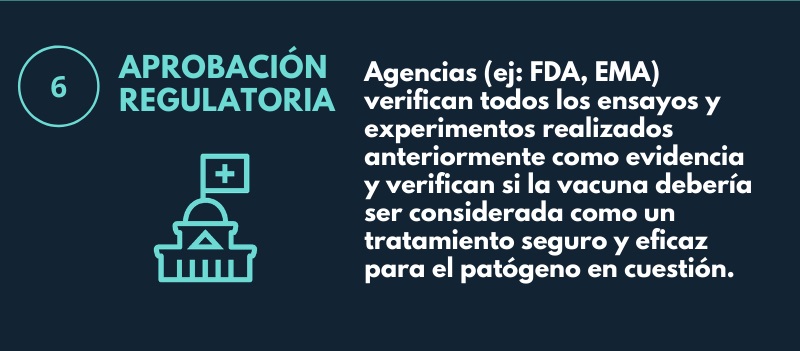 6
APROBACIÓN
REGULATORIA
Agencias (ej: FDA, EMA)
verifican todos los ensayos y
experimentos realizados
anteriormente como evidencia
y verifican si la vacuna debería
ser considerada como un
tratamiento seguro y eficaz
para el patógeno en cuestión.